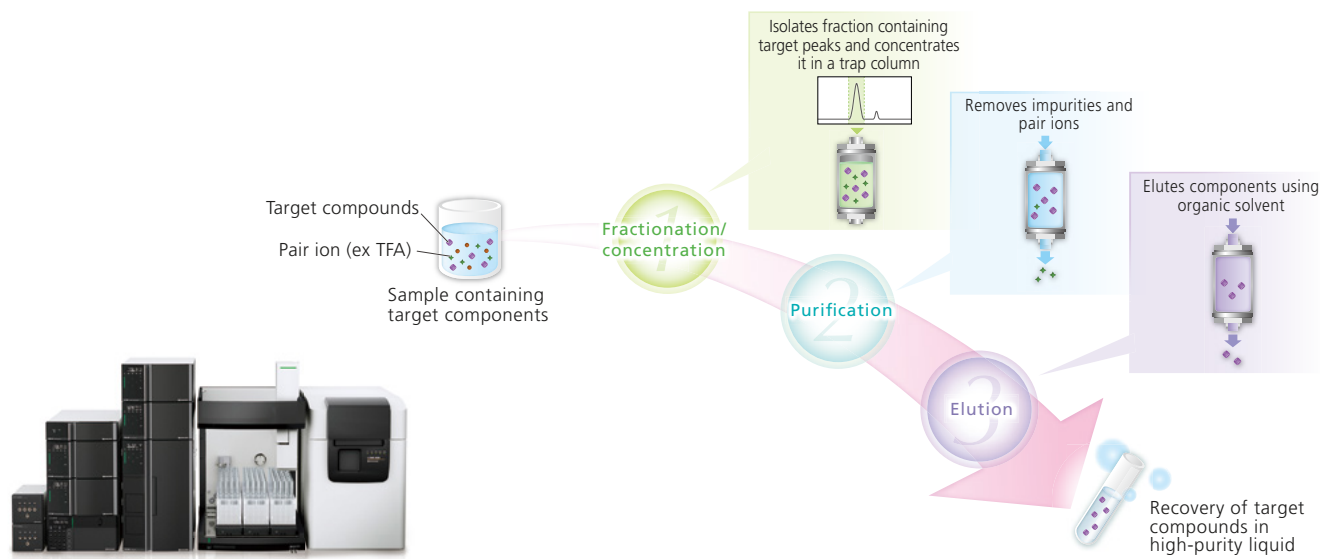 Isolates fraction containing
target peaks and concentrates
it in a trap column
Removes impurities and
pair ions
Elutes components using
organic solvent
Target compounds
Pair ion (ex TFA)
Sample containing
target components
1
Fractionation/
concentration
2
Purification
3
Elution
Recovery of target
compounds in
high-purity liquid